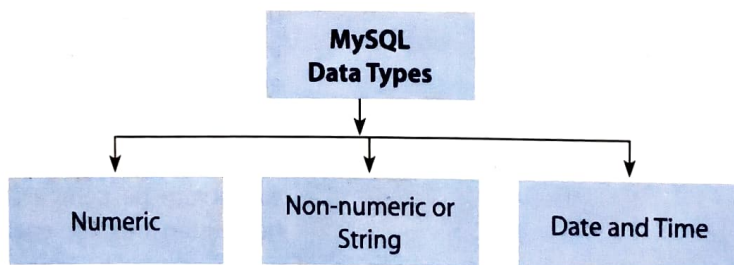 MySQL
Data Types
Numeric
Non-numeric or
String
Date and Time